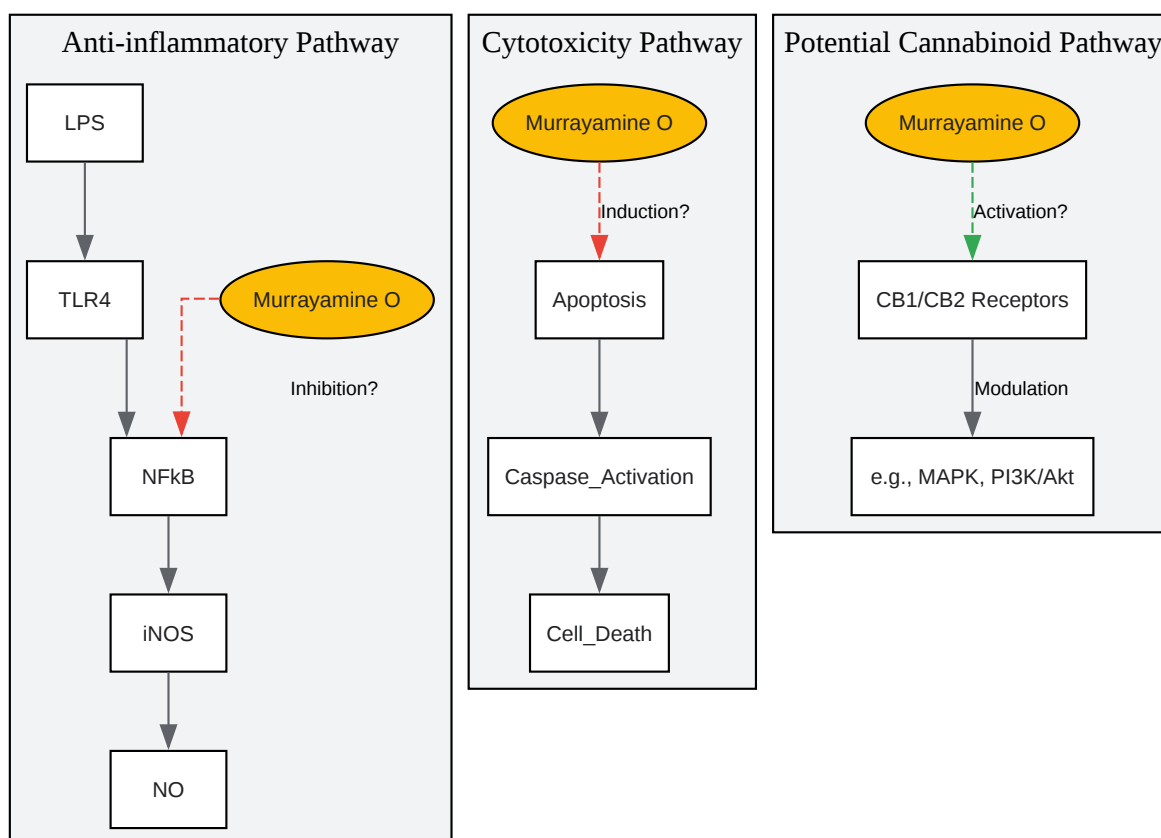 Anti-inflammatory Pathway
LPS
TLR4
Murrayamine O
Inhibition?
NFkB
iNOS
NO
Cytotoxicity Pathway
Murrayamine O
Induction?
Apoptosis
Caspase_Activation
Cell_Death
Potential Cannabinoid Pathway
Murrayamine O
Activation?
CB1/CB2 Receptors
Modulation
e.g., MAPK, PI3K/Akt